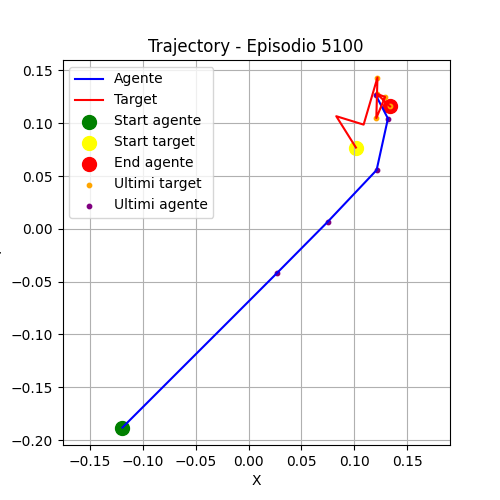 Trajectory - Episodio 5100
Agente
Target
Start agente
Start target
End agente
Ultimi target
Ultimi agente
0.15
0.10
0.05
0.00
−0.05
−0.10
−0.15
−0.20
−0.15
−0.10
−0.05
0.00
0.05
0.10
0.15
X